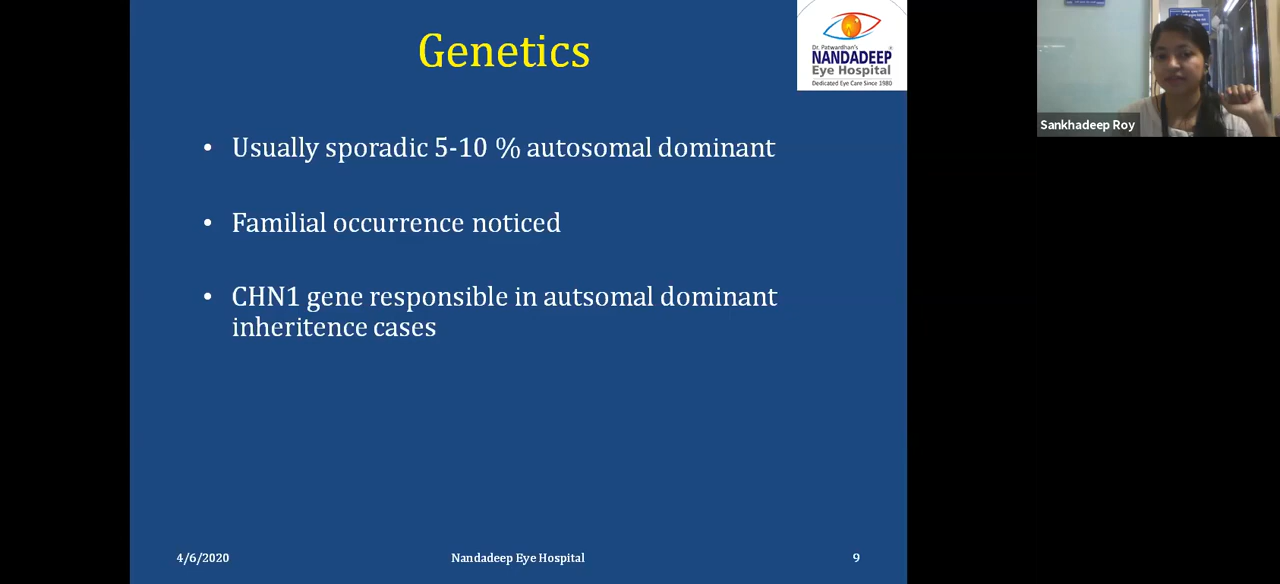 Genetics
Dr. Patwardhan's
NANDADEEP
Eye Hospital
Dedicated Eye Care Since 1980
Sankhadeep Roy
• Usually sporadic 5-10 % autosomal dominant
• Familial occurrence noticed
• CHN1 gene responsible in autsomal dominant
inheritence cases
4/6/2020
Nandadeep Eye Hospital
9